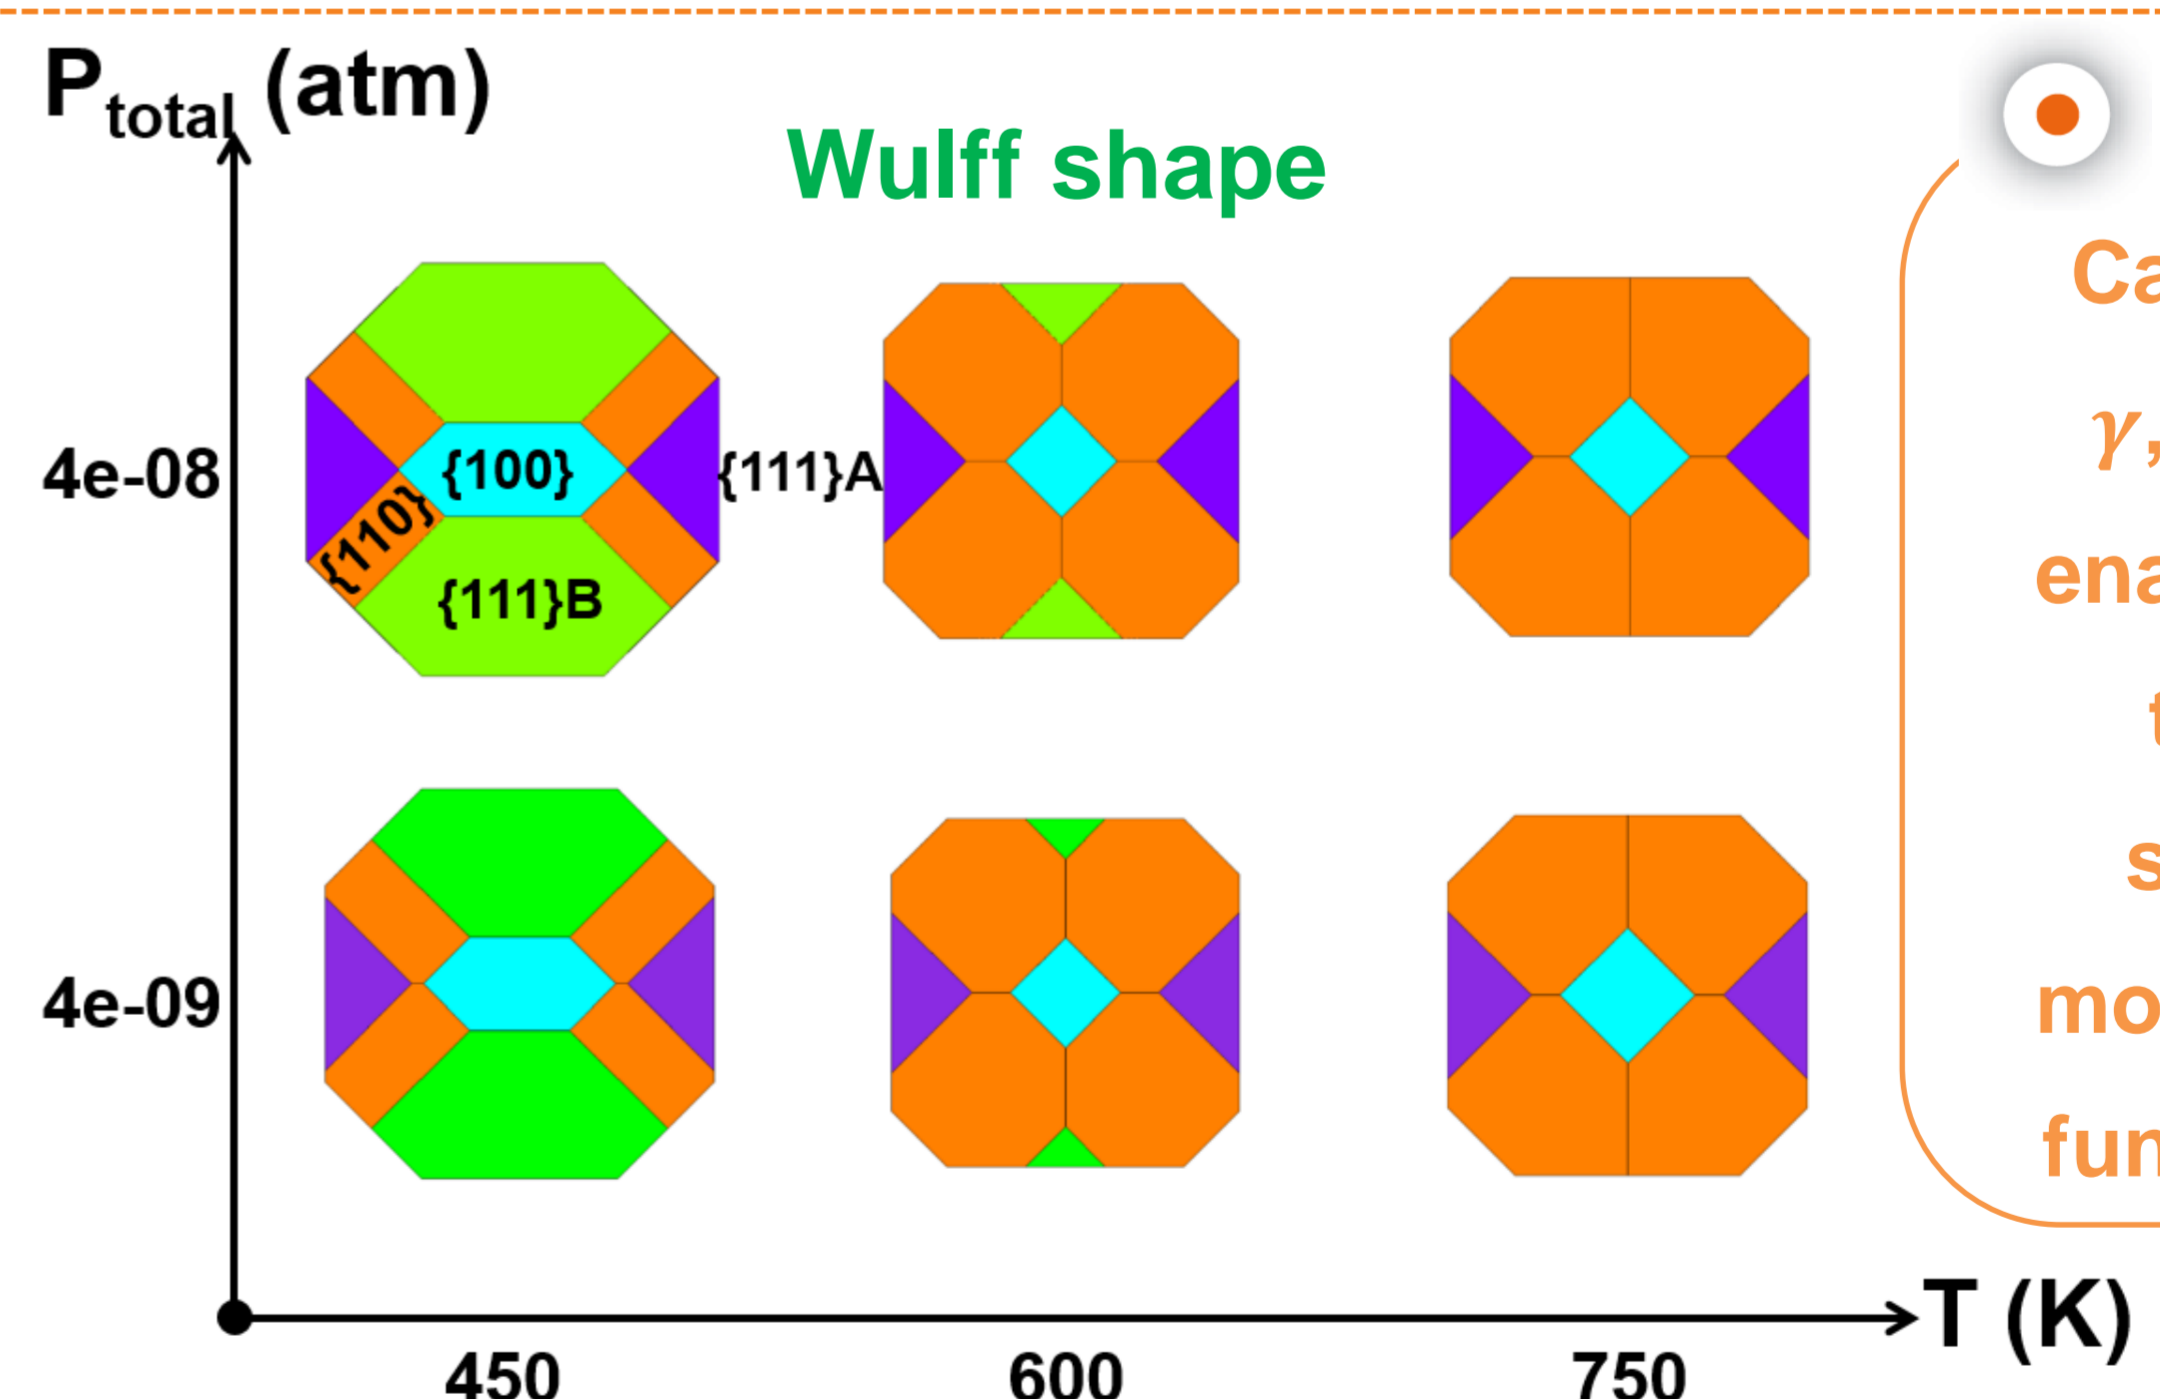 P_total (atm)
Wulff shape
4e-08
{100}
{111}A
{110}
{111}B
4e-09
450
600
750
T (K)
γ,